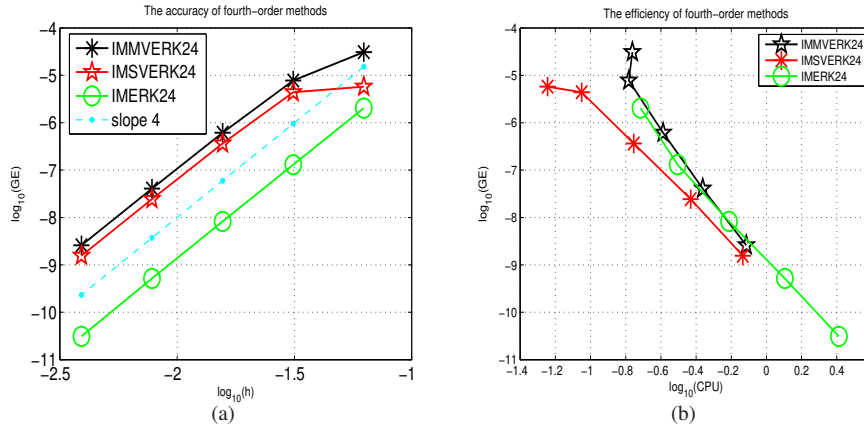 The accuracy of fourth-order methods
−4
−5
−6
−7
−8
−9
−10
−11
log10(GE)
IMMVERK24
IMSVERK24
IMERK24
slope 4
−2.5
−2
−1.5
−1
log10(h)
(a)
The efficiency of fourth-order methods
−4
−5
−6
−7
−8
−9
−10
−11
log10(GE)
IMMVERK24
IMSVERK24
IMERK24
−1.4
−1.2
−1
−0.8
−0.6
−0.4
−0.2
0
0.2
0.4
log10(CPU)
(b)